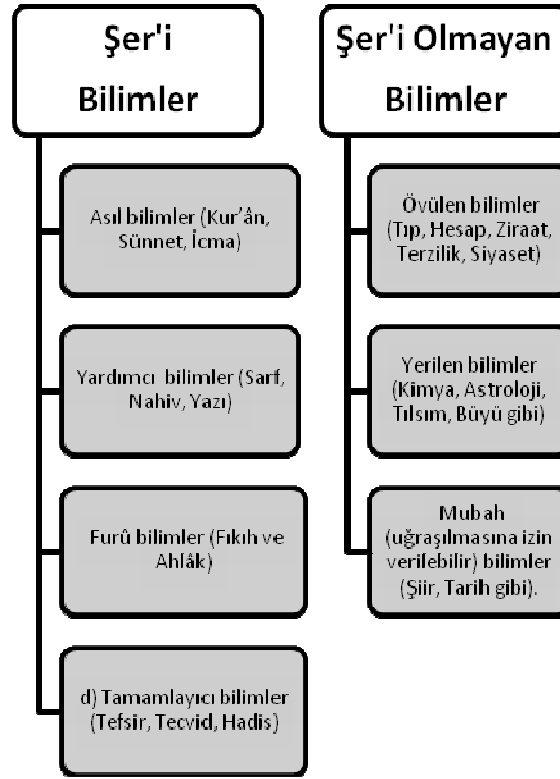 Şer'i
Bilimler
Asıl bilimler (Kur'ân,
Sünnet, İcma)
Yardımcı bilimler (Sarf,
Nahiv, Yazı)
Furû bilimler (Fıkıh ve
Ahlâk)
d) Tamamlayıcı bilimler
(Tefsir, Tecvid, Hadis)
Şer'i Olmayan
Bilimler
Övülen bilimler
(Tıp, Hesap, Ziraat,
Terzilik, Siyaset)
Yerilen bilimler
(Kimya, Astroloji,
Tılsım, Büyü gibi)
Mubah
(uğraşılmasına izin
verilebilir) bilimler
(Şiir, Tarih gibi).